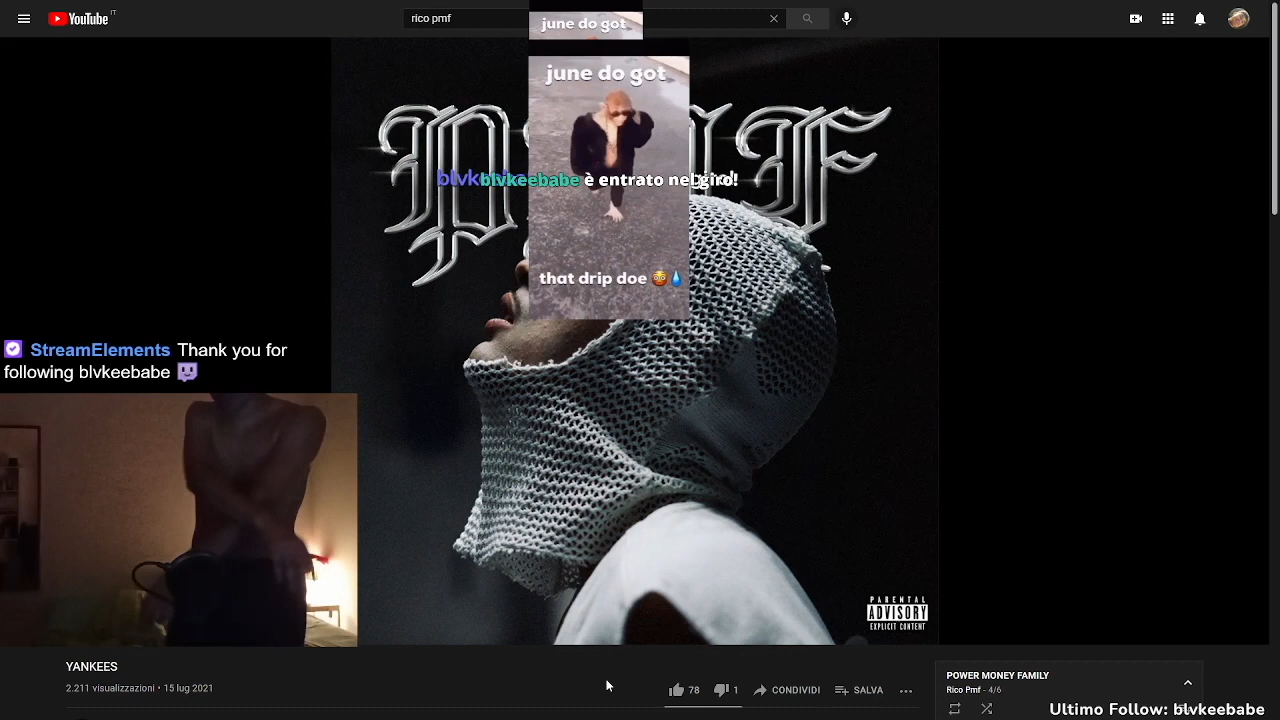 YouTube IT
rico pmf
june do got
june do got
blvkeebabe è entrato nel giro!
that drip doe 😳💧
StreamElements Thank you for
following blvkeebabe
PARENTAL
ADVISORY
EXPLICIT CONTENT
YANKEES
2.211 visualizzazioni • 15 lug 2021
78
1
CONDIVIDI
SALVA
POWER MONEY FAMILY
Rico Pmf - 4/6
Ultimo Follow: blvkeebabe